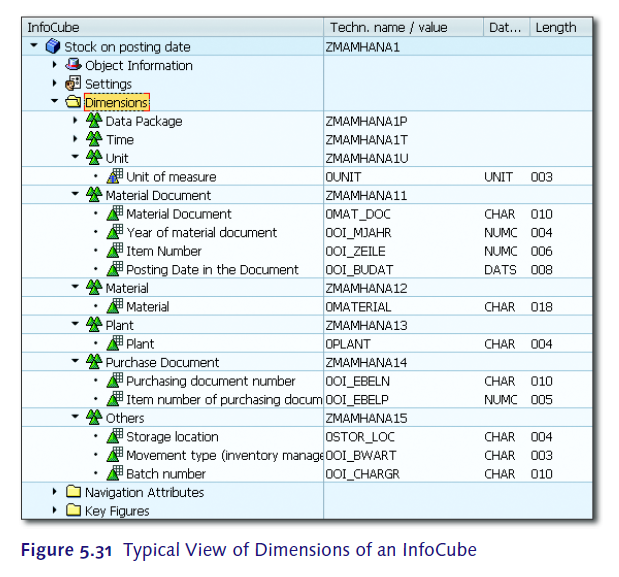 InfoCube Techn. name / value Dat... Length
Stock on posting date ZMAMHANA1
Object Information
Settings
Dimensions
Data Package ZMAMHANA1P
Time ZMAMHANA1T
Unit ZMAMHANA1U
Unit of measure 0UNIT UNIT 003
Material Document ZMAMHANA11
Material Document 0MAT_DOC CHAR 010
Year of material document 0OI_MJAHR NUMC 004
Item Number 0OI_ZEILE NUMC 006
Posting Date in the Document 0OI_BUDAT DATS 008
Material ZMAMHANA12
Material 0MATERIAL CHAR 018
Plant ZMAMHANA13
Plant 0PLANT CHAR 004
Purchase Document ZMAMHANA14
Purchasing document number 0OI_EBELN CHAR 010
Item number of purchasing docum 0OI_EBELP NUMC 005
Others ZMAMHANA15
Storage location 0STOR_LOC CHAR 004
Movement type (inventory manage 0OI_BWART CHAR 003
Batch number 0OI_CHARGR CHAR 010
Navigation Attributes
Key Figures
Figure 5.31 Typical View of Dimensions of an InfoCube